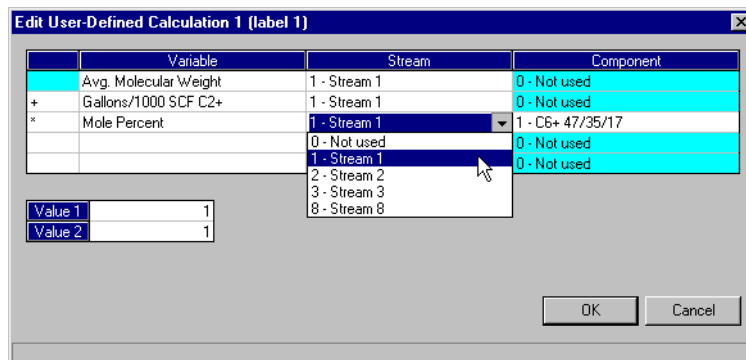 Edit User-Defined Calculation 1 (label 1)
Variable Stream Component
Avg. Molecular Weight 1 - Stream 1 0 - Not used
+ Gallons/1000 SCF C2+ 1 - Stream 1 0 - Not used
* Mole Percent 1 - Stream 1 1 - C6+ 47/35/17
0 - Not used 0 - Not used
1 - Stream 1 0 - Not used
2 - Stream 2
3 - Stream 3
8 - Stream 8
Value 1 1
Value 2 1
OK Cancel